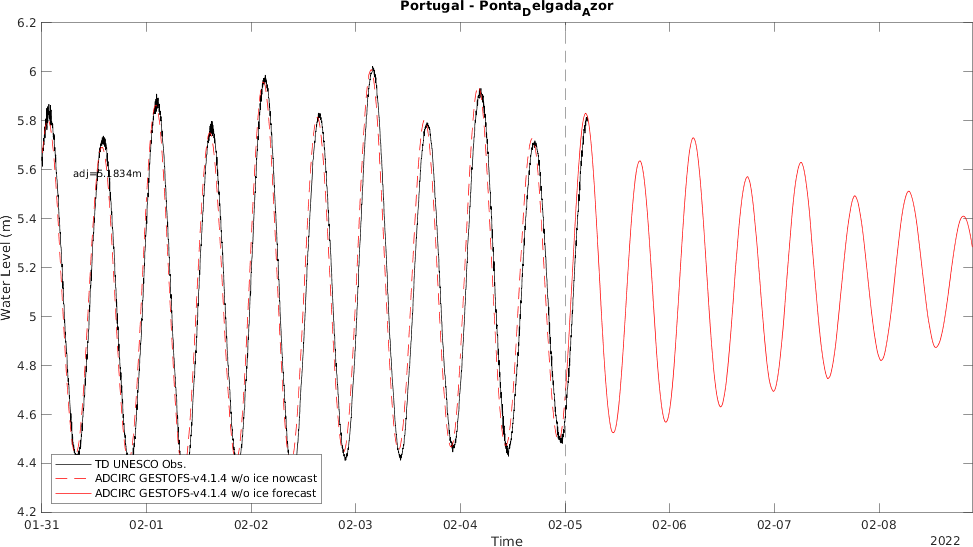 Portugal - PontaDelgadaAzor
6.2
6
5.8
5.6
5.4
5.2
5
4.8
4.6
4.4
4.2
Water Level (m)
adj=5.1834m
TD UNESCO Obs.
ADCIRC GESTOFS-v4.1.4 w/o ice nowcast
ADCIRC GESTOFS-v4.1.4 w/o ice forecast
01-31 02-01 02-02 02-03 02-04 02-05 02-06 02-07 02-08
Time
2022